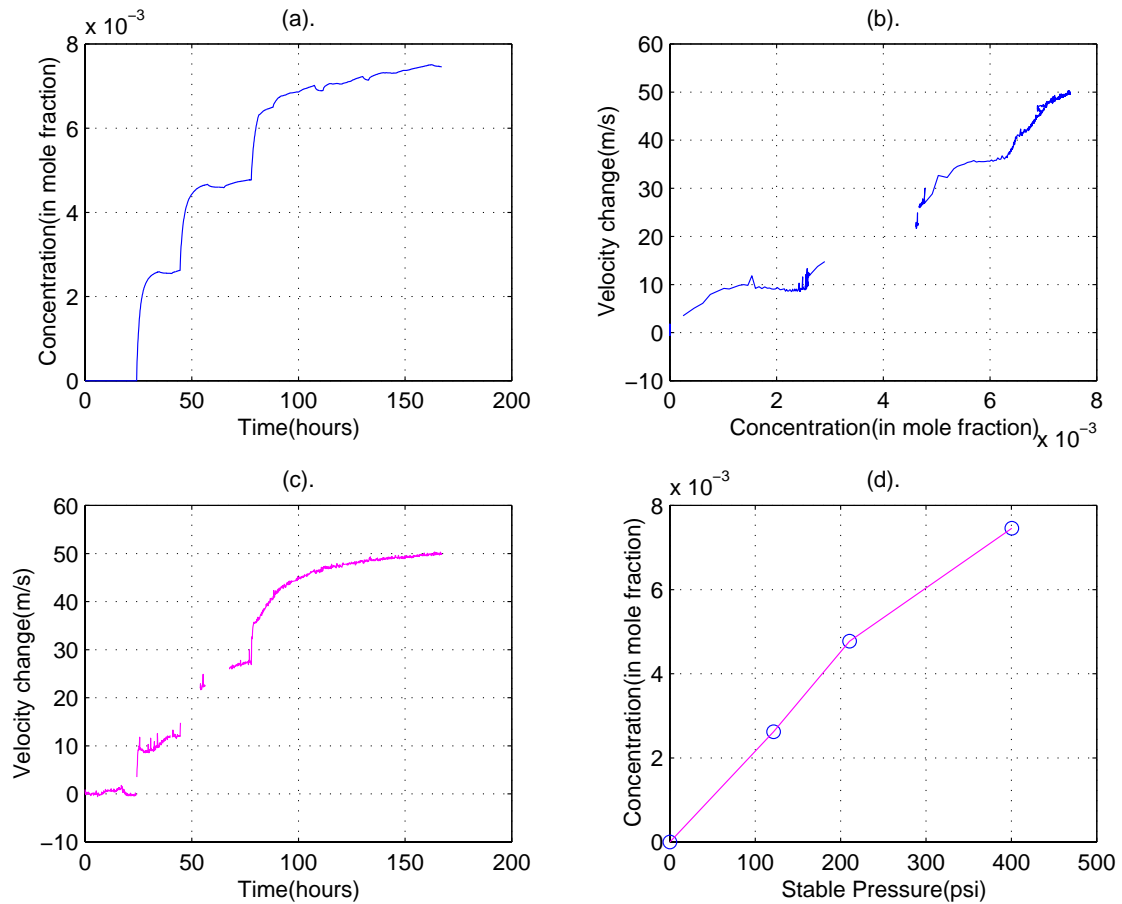 (a).
x 10⁻³
8
6
4
2
0
Concentration(in mole fraction)
0 50 100 150 200
Time(hours)
(b).
60
50
40
30
20
10
0
−10
Velocity change(m/s)
0 2 4 6 8
Concentration(in mole fraction)
x 10⁻³
(c).
60
50
40
30
20
10
0
−10
Velocity change(m/s)
0 50 100 150 200
Time(hours)
(d).
x 10⁻³
8
6
4
2
0
Concentration(in mole fraction)
0 100 200 300 400 500
Stable Pressure(psi)